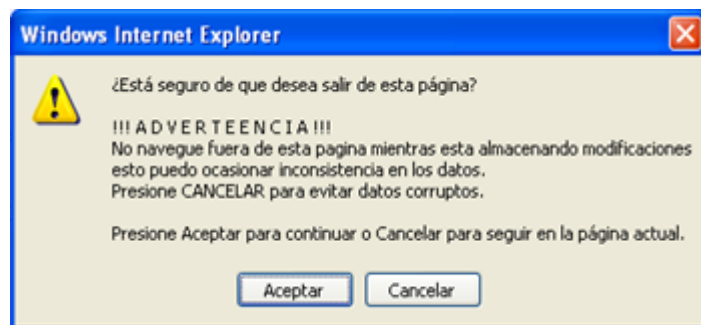 Windows Internet Explorer
¿Está seguro de que desea salir de esta página?
!!! A D V E R T E E N C I A !!!
No navegue fuera de esta pagina mientras esta almacenando modificaciones
esto puedo ocasionar inconsistencia en los datos.
Presione CANCELAR para evitar datos corruptos.
Presione Aceptar para continuar o Cancelar para seguir en la página actual.
Aceptar Cancelar